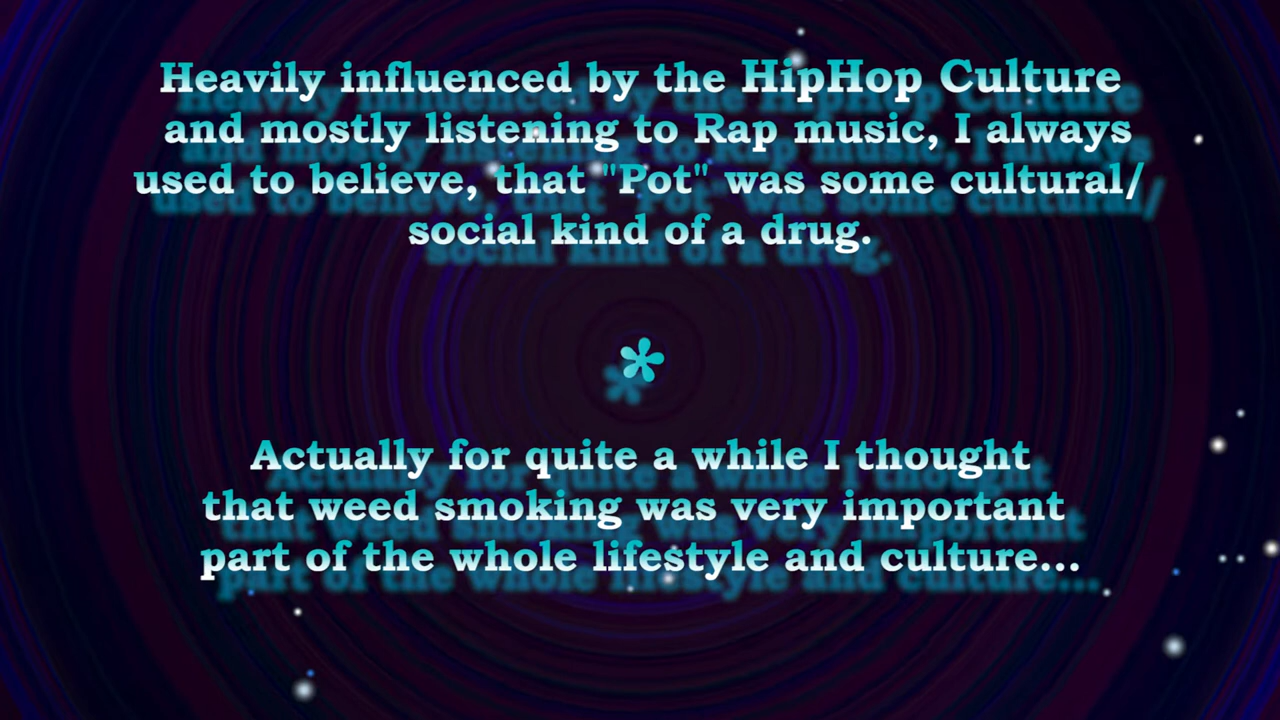 Heavily influenced by the HipHop Culture
and mostly listening to Rap music, I always
used to believe, that "Pot" was some cultural/
social kind of a drug.
*
Actually for quite a while I thought
that weed smoking was very important
part of the whole lifestyle and culture...